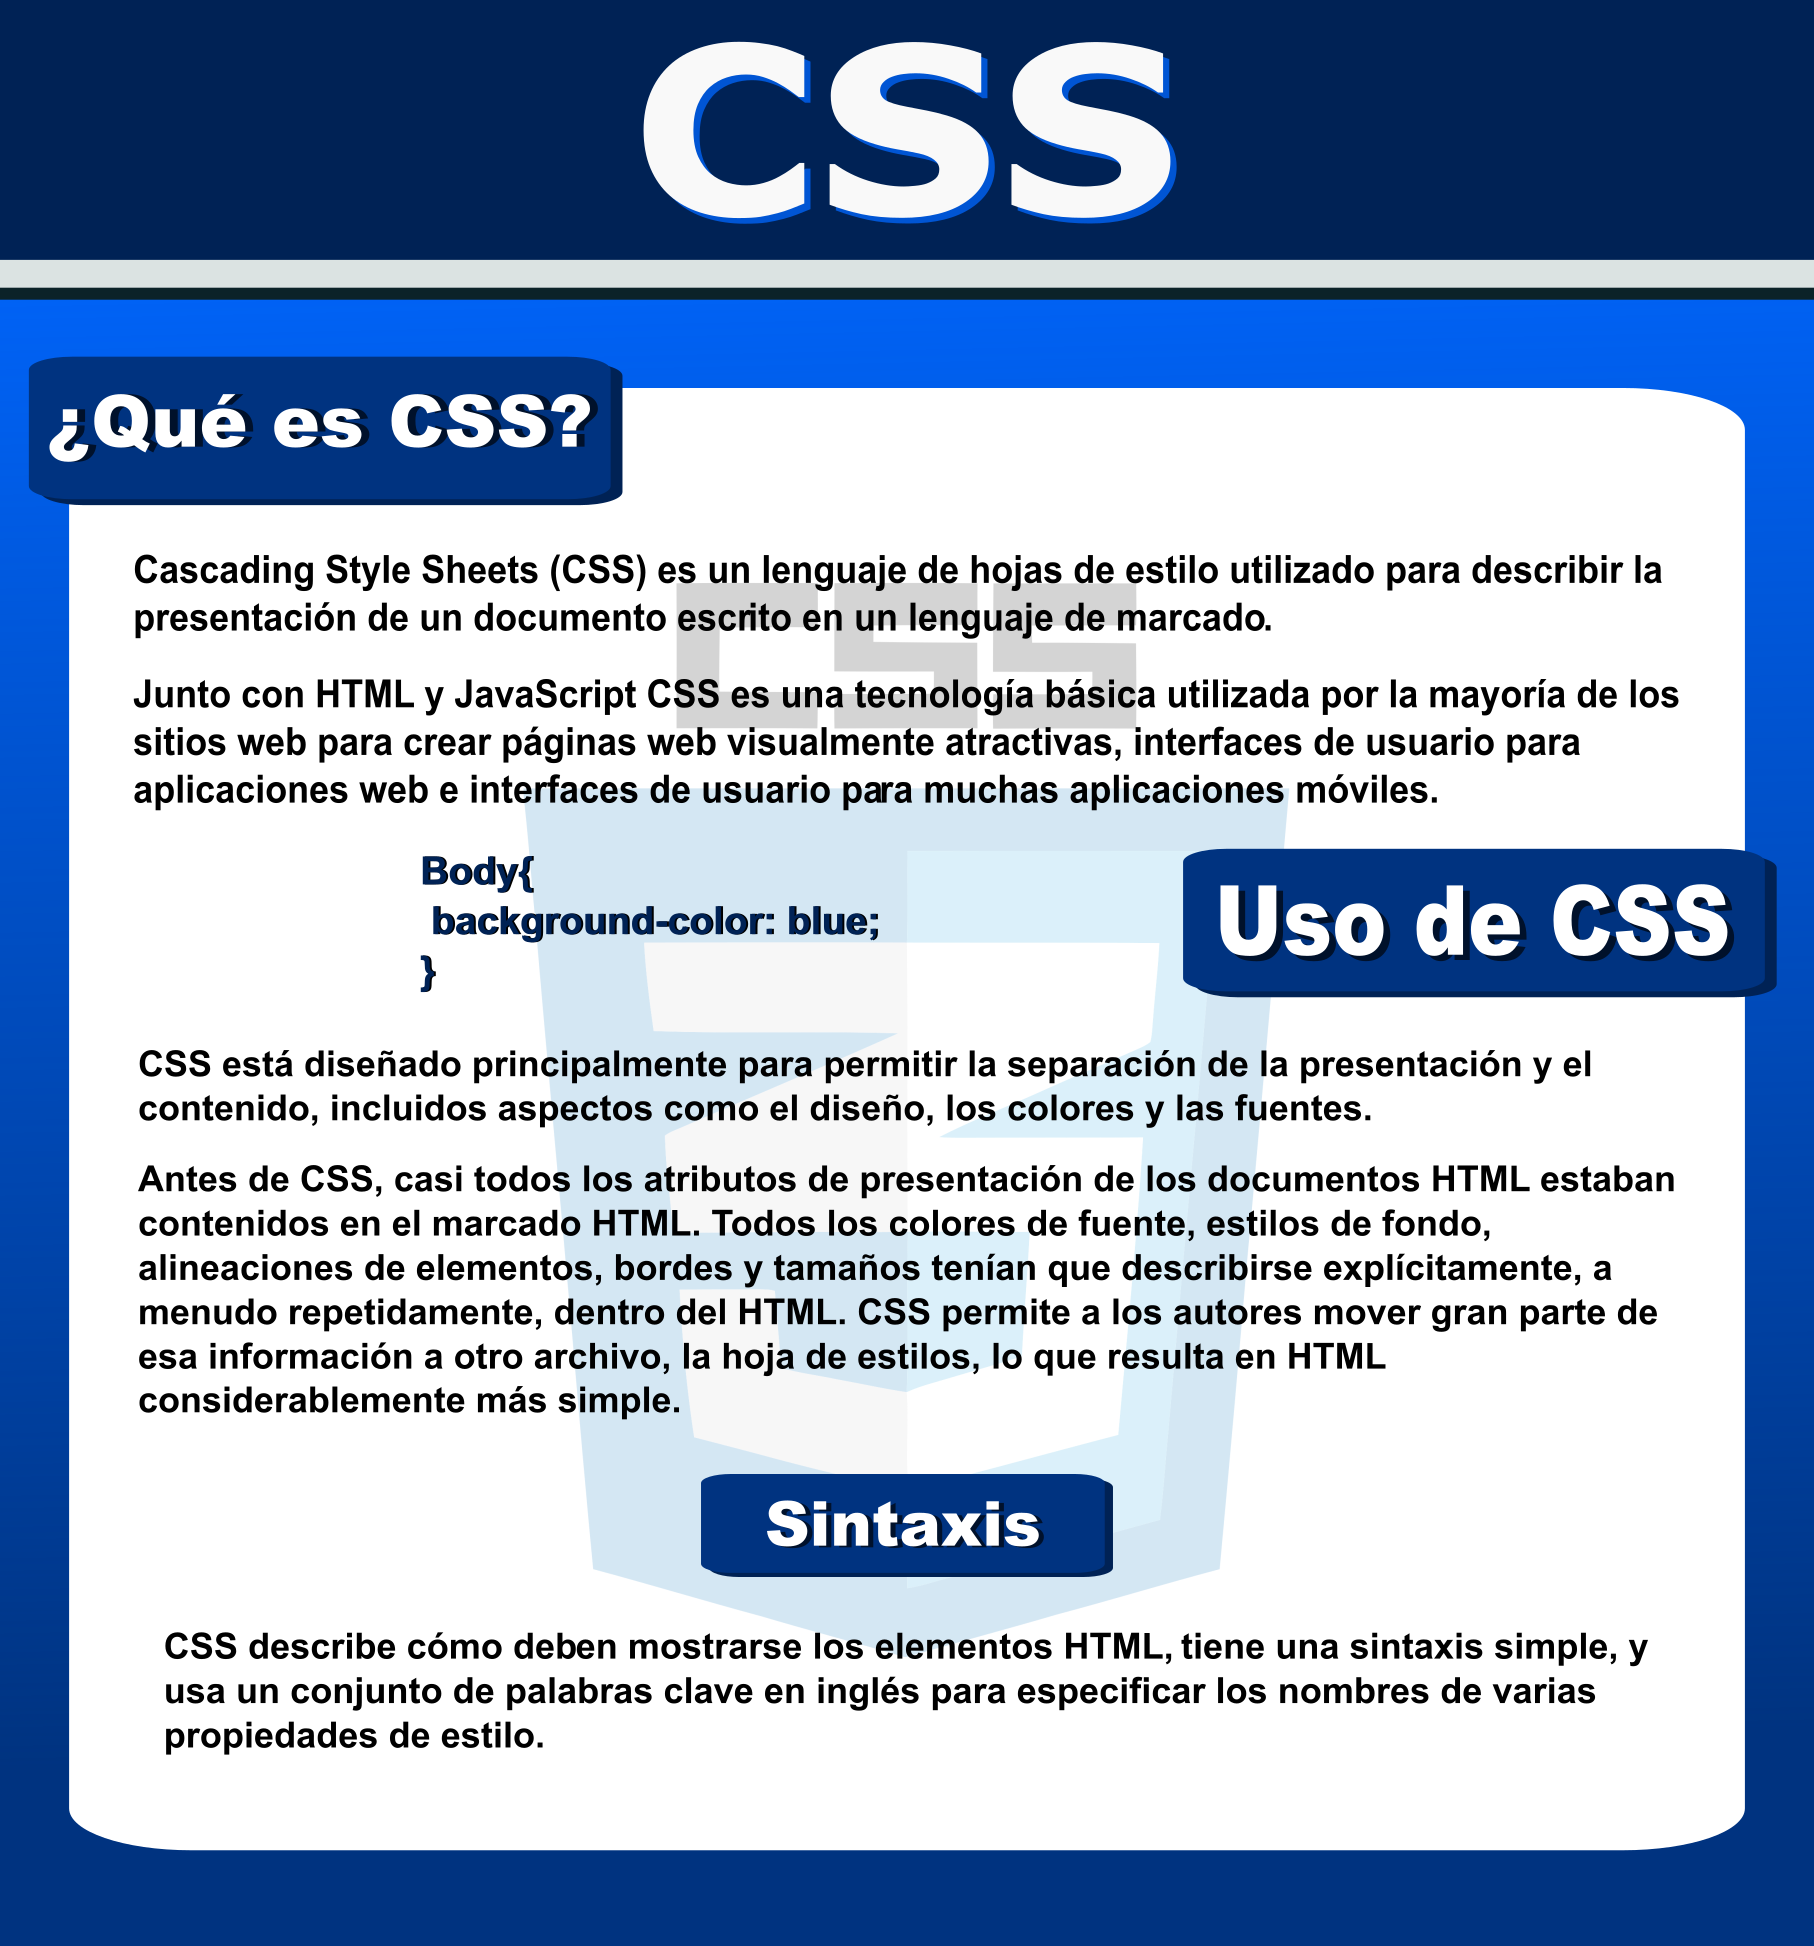 CSS
¿Qué es CSS?
Cascading Style Sheets (CSS) es un lenguaje de hojas de estilo utilizado para describir la
presentación de un documento escrito en un lenguaje de marcado.
Junto con HTML y JavaScript CSS es una tecnología básica utilizada por la mayoría de los
sitios web para crear páginas web visualmente atractivas, interfaces de usuario para
aplicaciones web e interfaces de usuario para muchas aplicaciones móviles.
CSS
Body{
background-color: blue;
}
Uso de CSS
CSS está diseñado principalmente para permitir la separación de la presentación y el
contenido, incluidos aspectos como el diseño, los colores y las fuentes.
Antes de CSS, casi todos los atributos de presentación de los documentos HTML estaban
contenidos en el marcado HTML. Todos los colores de fuente, estilos de fondo,
alineaciones de elementos, bordes y tamaños tenían que describirse explícitamente, a
menudo repetidamente, dentro del HTML. CSS permite a los autores mover gran parte de
esa información a otro archivo, la hoja de estilos, lo que resulta en HTML
considerablemente más simple.
3
Sintaxis
CSS describe cómo deben mostrarse los elementos HTML, tiene una sintaxis simple, y
usa un conjunto de palabras clave en inglés para especificar los nombres de varias
propiedades de estilo.